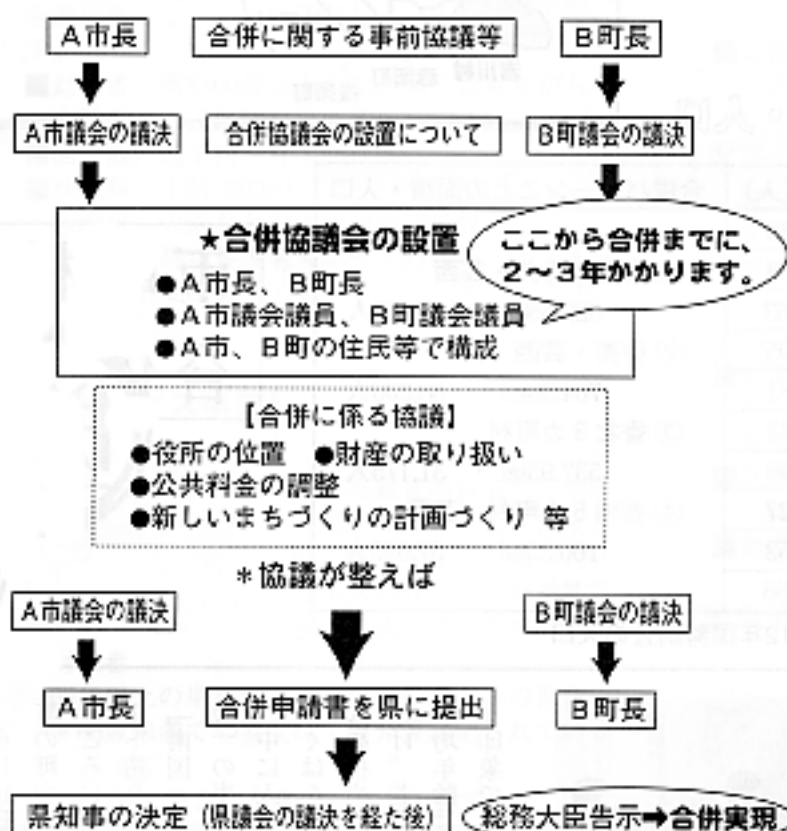 A市長 合併に関する事前協議等 B町長
A市議会の議決 合併協議会の設置について B町議会の議決
★合併協議会の設置
●A市長、B町長
●A市議会議員、B町議会議員
●A市、B町の住民等で構成
ここから合併までに、
2～3年かかります。
【合併に係る協議】
●役所の位置 ●財産の取り扱い
●公共料金の調整
●新しいまちづくりの計画づくり 等
＊協議が整えば
A市議会の議決 B町議会の議決
A市長 合併申請書を県に提出 B町長
県知事の決定（県議会の議決を経た後） 総務大臣告示➡合併実現